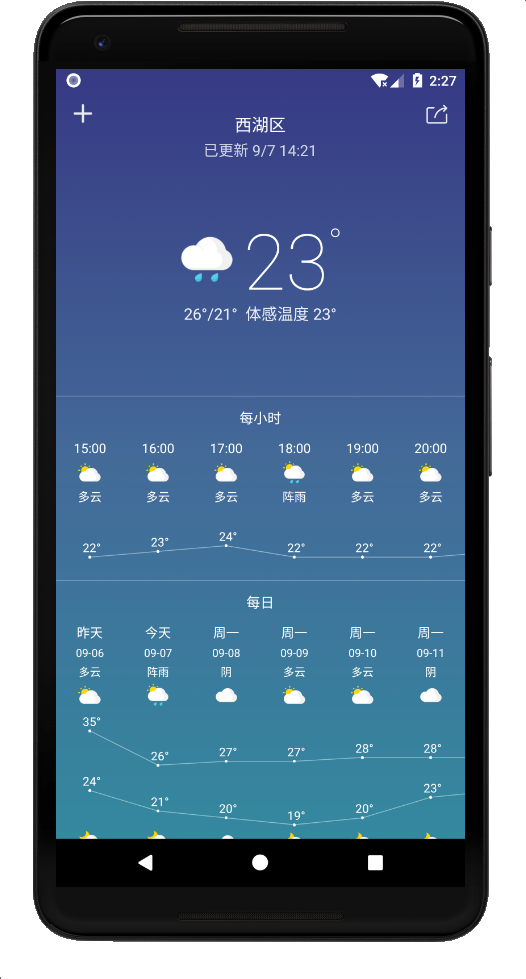 2:27
西湖区
已更新 9/7 14:21
23°
26°/21° 体感温度 23°
每小时
15:00 16:00 17:00 18:00 19:00 20:00
多云 多云 多云 阵雨 多云 多云
22° 23° 24° 22° 22° 22°
每日
昨天 今天 周一 周一 周一 周一
09-06 09-07 09-08 09-09 09-10 09-11
多云 阵雨 阴 多云 多云 阴
35° 26° 27° 27° 28° 28°
24° 21° 20° 19° 20° 23°